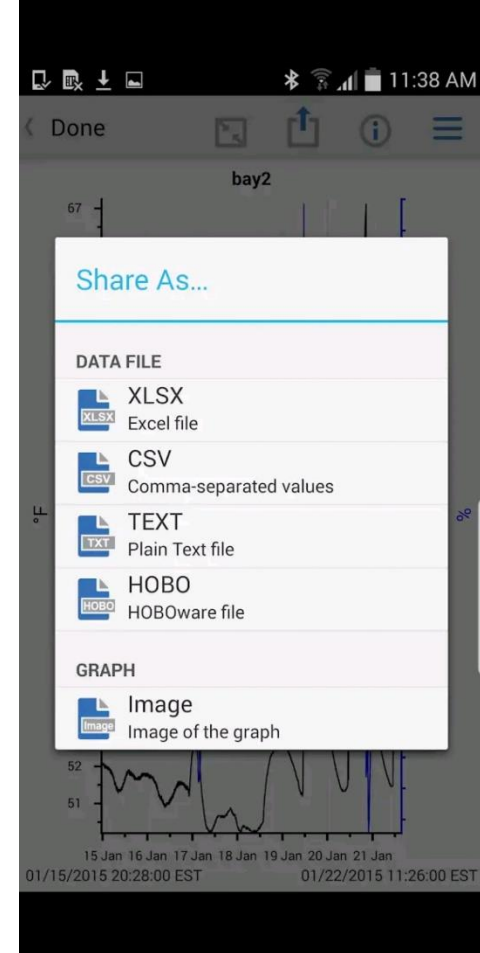 11:38 AM
Done
bay2
67
Share As...
DATA FILE
XLSX
XLSX
Excel file
CSV
CSV
Comma-separated values
TEXT
TXT
Plain Text file
HOBO
HOBO
HOBOware file
GRAPH
Image
Image
Image of the graph
°F
%
52
51
15 Jan 16 Jan 17 Jan 18 Jan 19 Jan 20 Jan 21 Jan
01/15/2015 20:28:00 EST 01/22/2015 11:26:00 EST